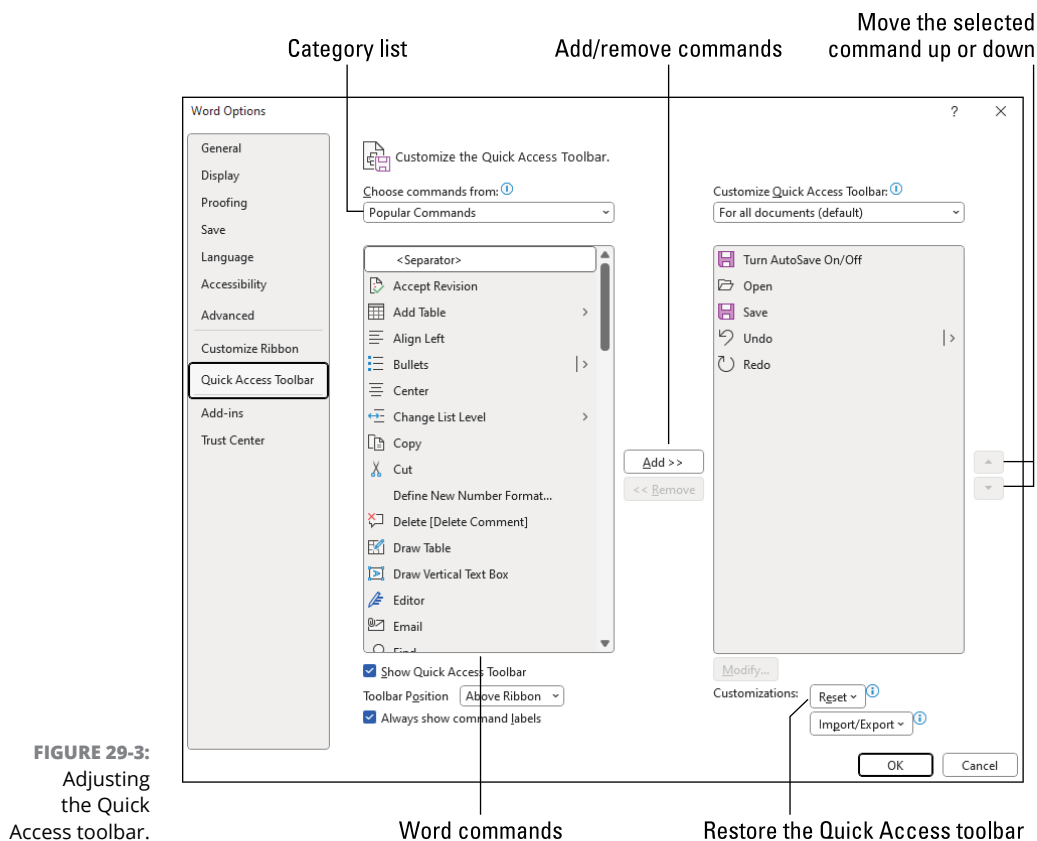 Move the selected
command up or down
Category list
Add/remove commands
Word Options
?
General
Display
Proofing
Save
Language
Accessibility
Advanced
Customize Ribbon
Quick Access Toolbar
Add-ins
Trust Center
Customize the Quick Access Toolbar.
Choose commands from:
Popular Commands
<Separator>
Accept Revision
Add Table
Align Left
Bullets
Center
Change List Level
Copy
Cut
Define New Number Format...
Delete [Delete Comment]
Draw Table
Draw Vertical Text Box
Editor
Email
Find
Show Quick Access Toolbar
Toolbar Position
Above Ribbon
Always show command labels
Add >>
<< Remove
Customize Quick Access Toolbar:
For all documents (default)
Turn AutoSave On/Off
Open
Save
Undo
Redo
Modify...
Customizations:
Reset
Import/Export
OK
Cancel
Word commands
Restore the Quick Access toolbar
FIGURE 29-3:
Adjusting
the Quick
Access toolbar.